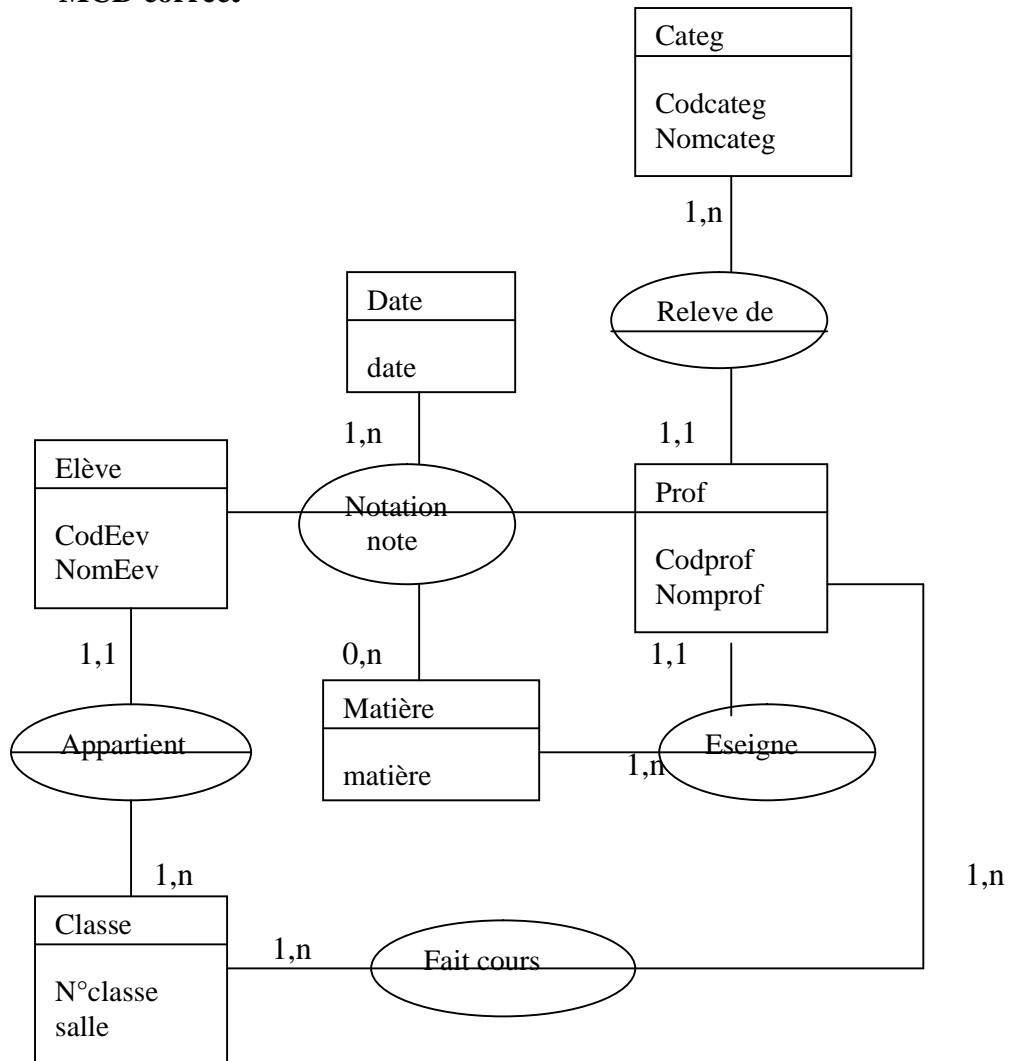 MCD correct
Categ
Codcateg
Nomcateg
1,n
Releve de
Date
date
1,n
1,1
Elève
CodEev
NomEev
Notation
note
Prof
Codprof
Nomprof
1,1
0,n
1,1
Matière
matière
Appartient
1,n
Eseigne
1,n
1,n
Classe
N°classe
salle
1,n
Fait cours